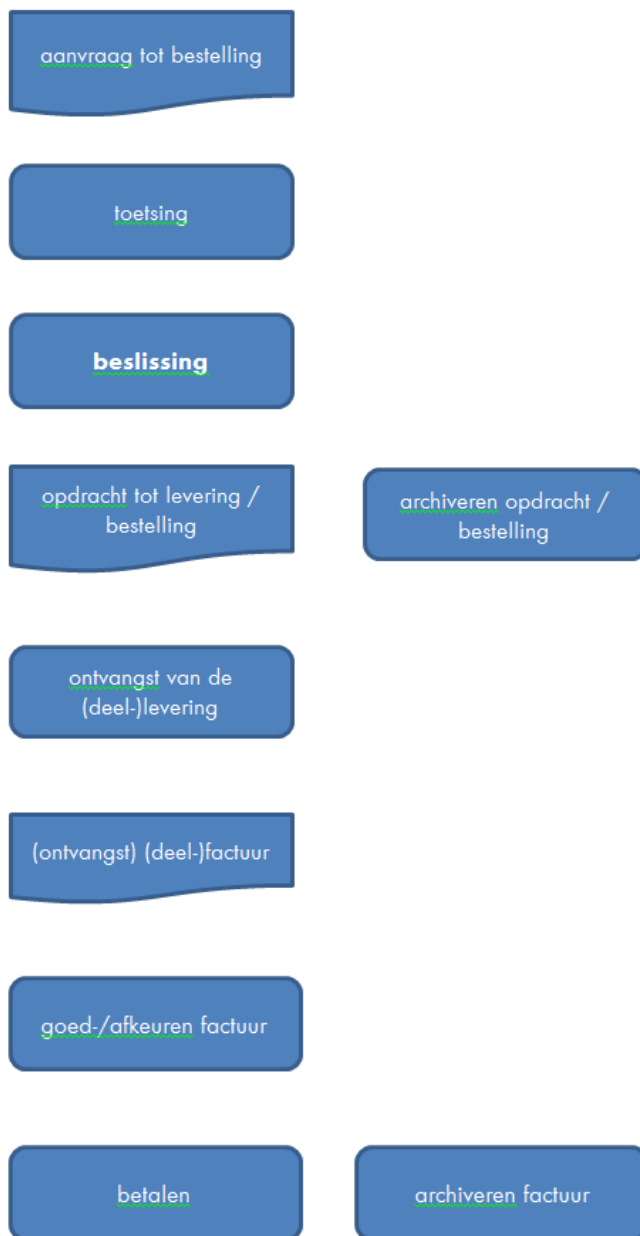 aanvraag tot bestelling
toetsing
beslissing
opdracht tot levering /
bestelling
archiveren opdracht /
bestelling
ontvangst van de
(deel-)levering
(ontvangst) (deel-)factuur
goed-/afkeuren factuur
betalen
archiveren factuur